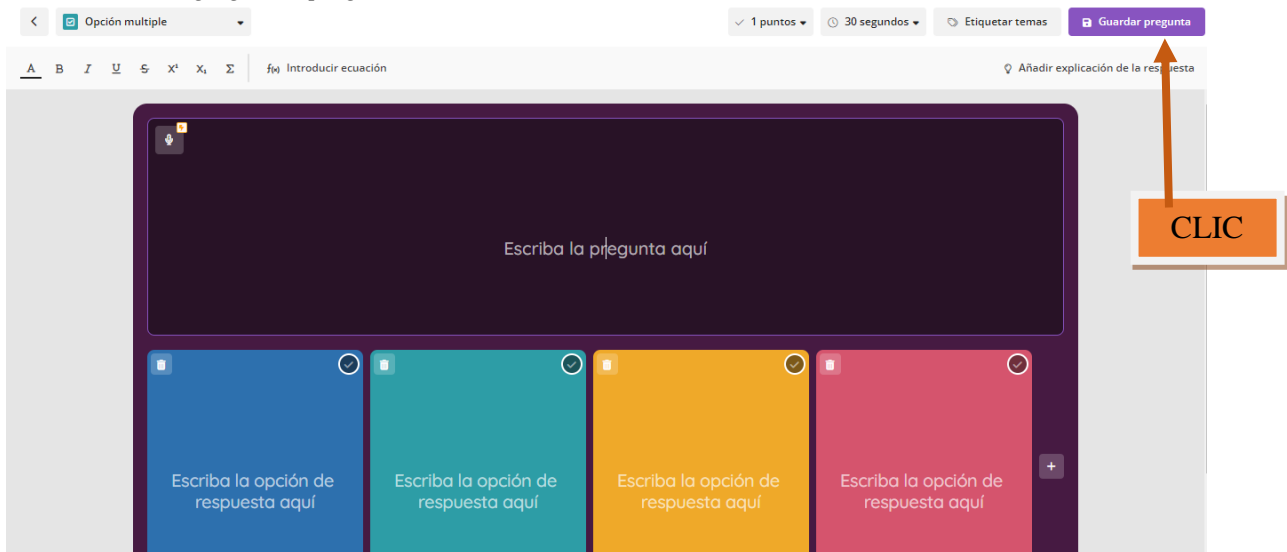 Opción multiple
1 puntos
30 segundos
Etiquetar temas
Guardar pregunta
A B I U S X² X₁ Σ f(x) Introducir ecuación
Añadir explicación de la respuesta
CLIC
Escriba la pregunta aquí
Escriba la opción de
respuesta aquí
Escriba la opción de
respuesta aquí
Escriba la opción de
respuesta aquí
Escriba la opción de
respuesta aquí